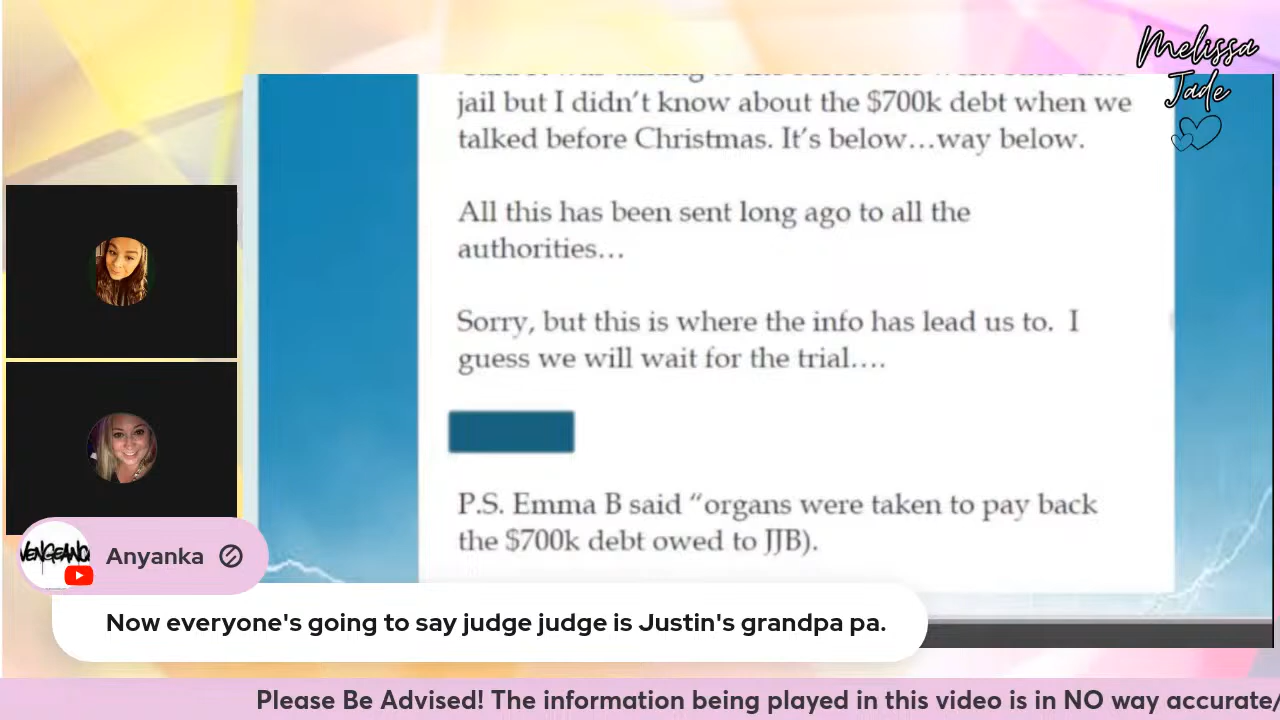 Melissa
Jade
jail but I didn't know about the $700k debt when we
talked before Christmas. It's below...way below.
All this has been sent long ago to all the
authorities...
Sorry, but this is where the info has lead us to.  I
guess we will wait for the trial....
P.S. Emma B said “organs were taken to pay back
the $700k debt owed to JJB).
VENGEANC
Anyanka
Now everyone's going to say judge judge is Justin's grandpa pa.
Please Be Advised! The information being played in this video is in NO way accurate/